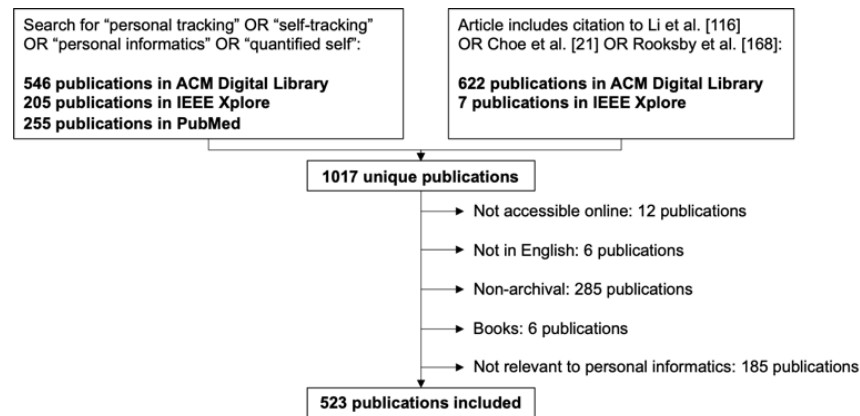 Search for “personal tracking” OR “self-tracking”
OR “personal informatics” OR “quantified self”:
546 publications in ACM Digital Library
205 publications in IEEE Xplore
255 publications in PubMed
Article includes citation to Li et al. [116]
OR Choe et al. [21] OR Rooksby et al. [168]:
622 publications in ACM Digital Library
7 publications in IEEE Xplore
1017 unique publications
Not accessible online: 12 publications
Not in English: 6 publications
Non-archival: 285 publications
Books: 6 publications
Not relevant to personal informatics: 185 publications
523 publications included